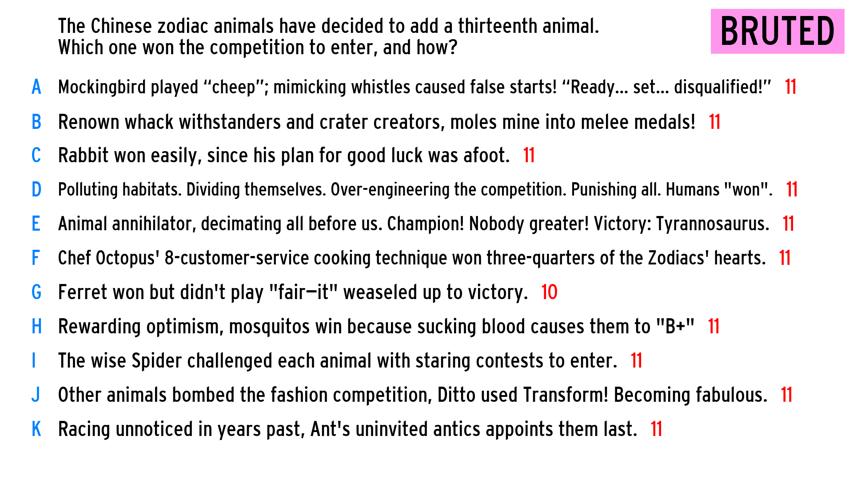 The Chinese zodiac animals have decided to add a thirteenth animal.
Which one won the competition to enter, and how?
BRUTED
A Mockingbird played “cheep”; mimicking whistles caused false starts! “Ready... set... disqualified!” 11
B Renown whack withstanders and crater creators, moles mine into melee medals! 11
C Rabbit won easily, since his plan for good luck was afoot. 11
D Polluting habitats. Dividing themselves. Over-engineering the competition. Punishing all. Humans "won". 11
E Animal annihilator, decimating all before us. Champion! Nobody greater! Victory: Tyrannosaurus. 11
F Chef Octopus' 8-customer-service cooking technique won three-quarters of the Zodiacs' hearts. 11
G Ferret won but didn't play "fair—it" weaseled up to victory. 10
H Rewarding optimism, mosquitos win because sucking blood causes them to "B+" 11
I The wise Spider challenged each animal with staring contests to enter. 11
J Other animals bombed the fashion competition, Ditto used Transform! Becoming fabulous. 11
K Racing unnoticed in years past, Ant's uninvited antics appoints them last. 11